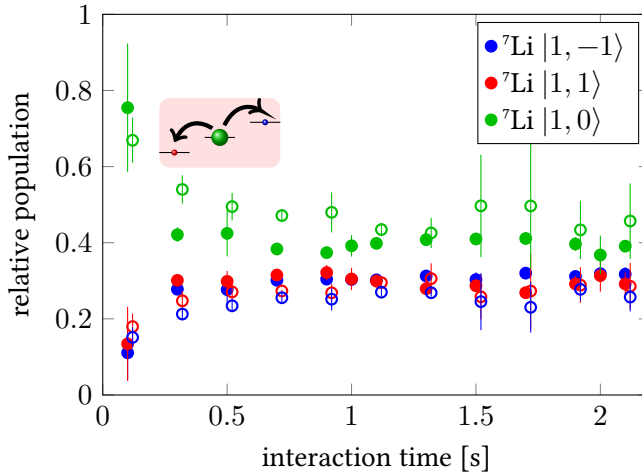 1
0.8
0.6
0.4
0.2
0
0
0.5
1
1.5
2
relative population
interaction time [s]
⁷Li |1, −1⟩
⁷Li |1, 1⟩
⁷Li |1, 0⟩